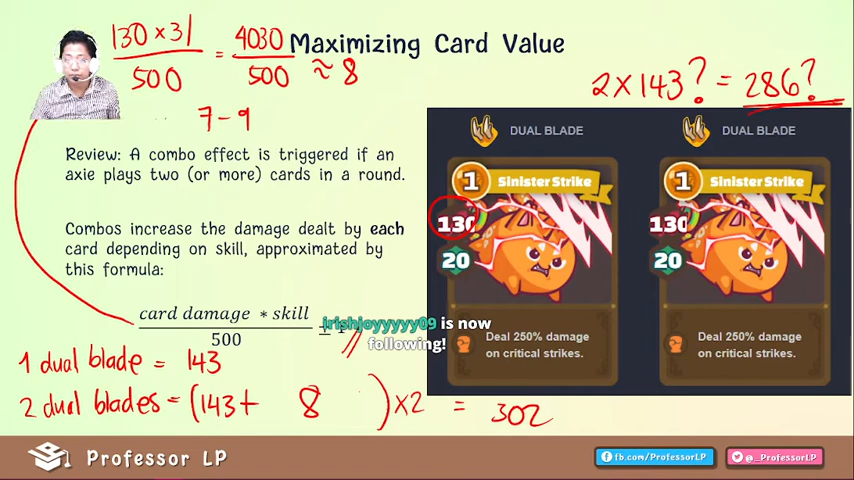 130 × 31
500
= 4030
500
≈ 8
Maximizing Card Value
2 × 143? = 286?
7 - 9
Review: A combo effect is triggered if an
axie plays two (or more) cards in a round.
Combos increase the damage dealt by each
card depending on skill, approximated by
this formula:
card damage * skill
500
1 dual blade = 143
2 dual blades = (143 + 8) × 2 = 302
DUAL BLADE
1
Sinister Strike
130
20
Deal 250% damage
on critical strikes.
DUAL BLADE
1
Sinister Strike
130
20
Deal 250% damage
on critical strikes.
irishjoyyyyy09 is now
following!
Professor LP
fb.com/ProfessorLP
@_ProfessorLP